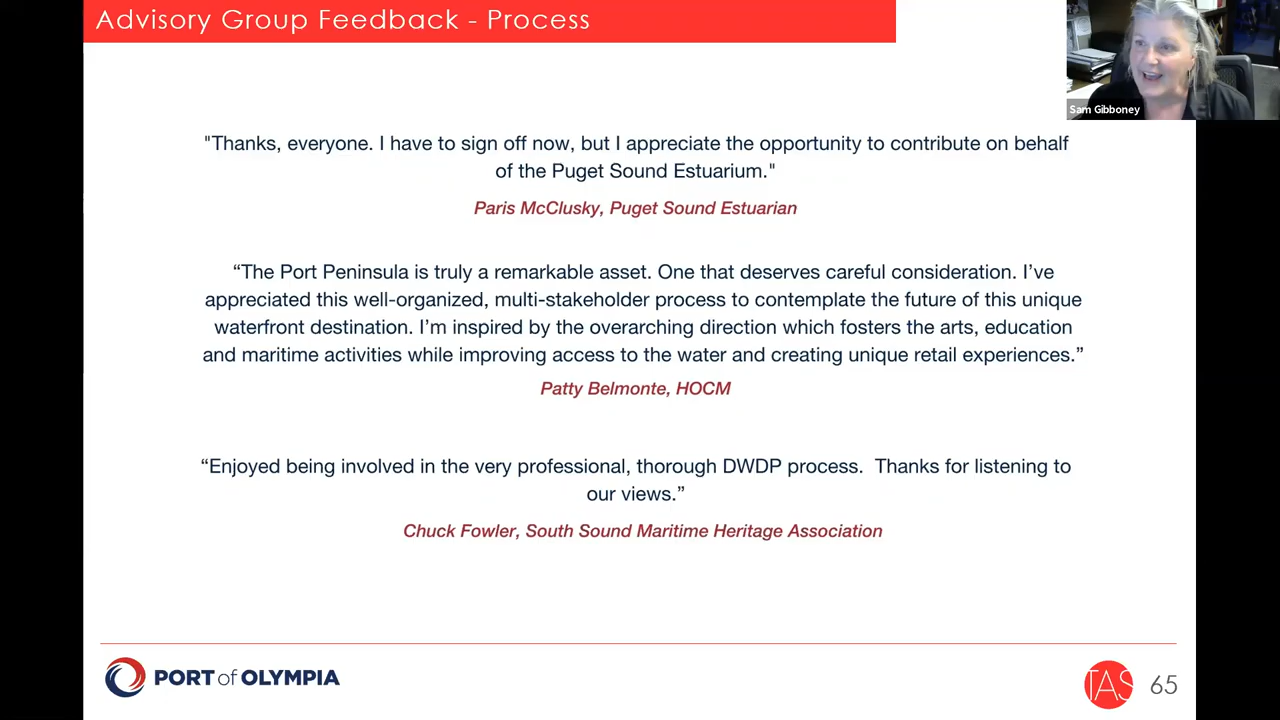 Advisory Group Feedback - Process
Sam Gibboney
"Thanks, everyone. I have to sign off now, but I appreciate the opportunity to contribute on behalf
of the Puget Sound Estuarium."
Paris McClusky, Puget Sound Estuarian
“The Port Peninsula is truly a remarkable asset. One that deserves careful consideration. I’ve
appreciated this well-organized, multi-stakeholder process to contemplate the future of this unique
waterfront destination. I’m inspired by the overarching direction which fosters the arts, education
and maritime activities while improving access to the water and creating unique retail experiences.”
Patty Belmonte, HOCM
“Enjoyed being involved in the very professional, thorough DWDP process.  Thanks for listening to
our views.”
Chuck Fowler, South Sound Maritime Heritage Association
PORT of OLYMPIA
TAS
65